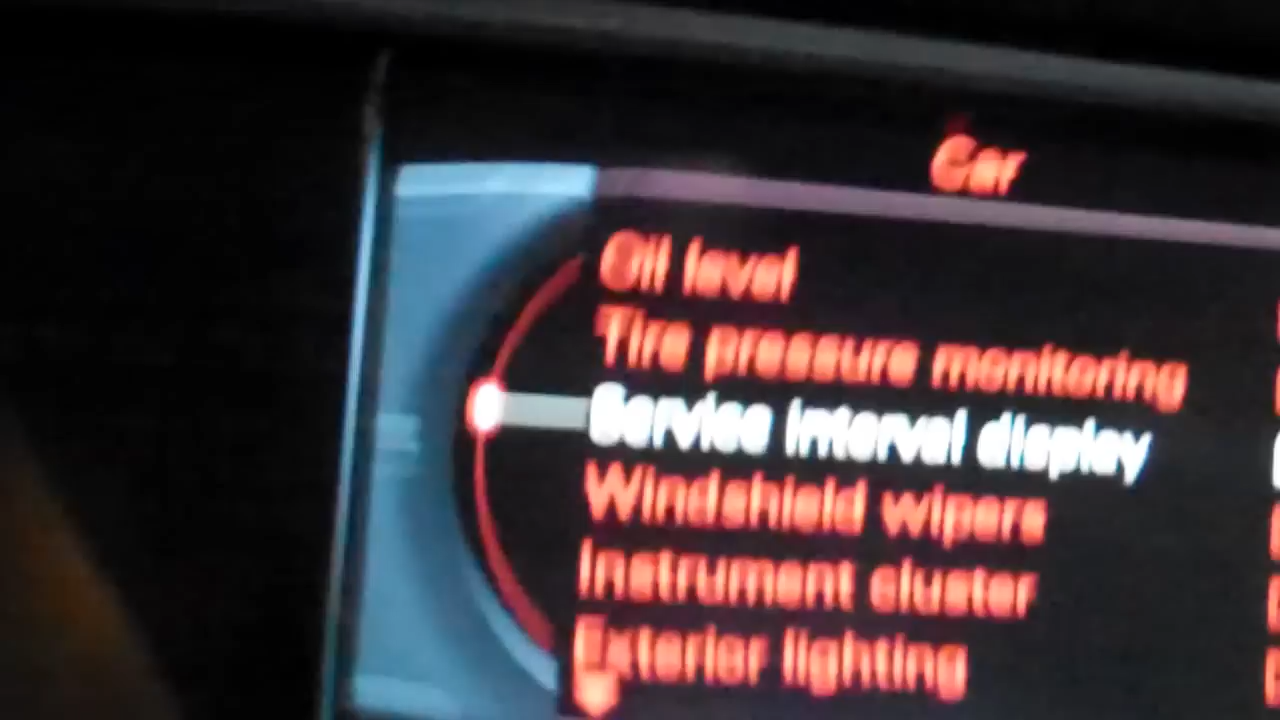 Car
Oil level
Tire pressure monitoring
Service interval display
Windshield wipers
Instrument cluster
Exterior lighting